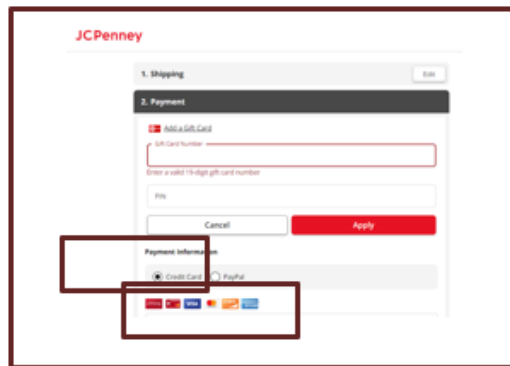 JCPenney
1. Shipping
Edit
2. Payment
Add a Gift Card
Gift Card Number
Enter a valid 19-digit gift card number
PIN
Cancel
Apply
Payment Information
Credit Card
PayPal
VISA